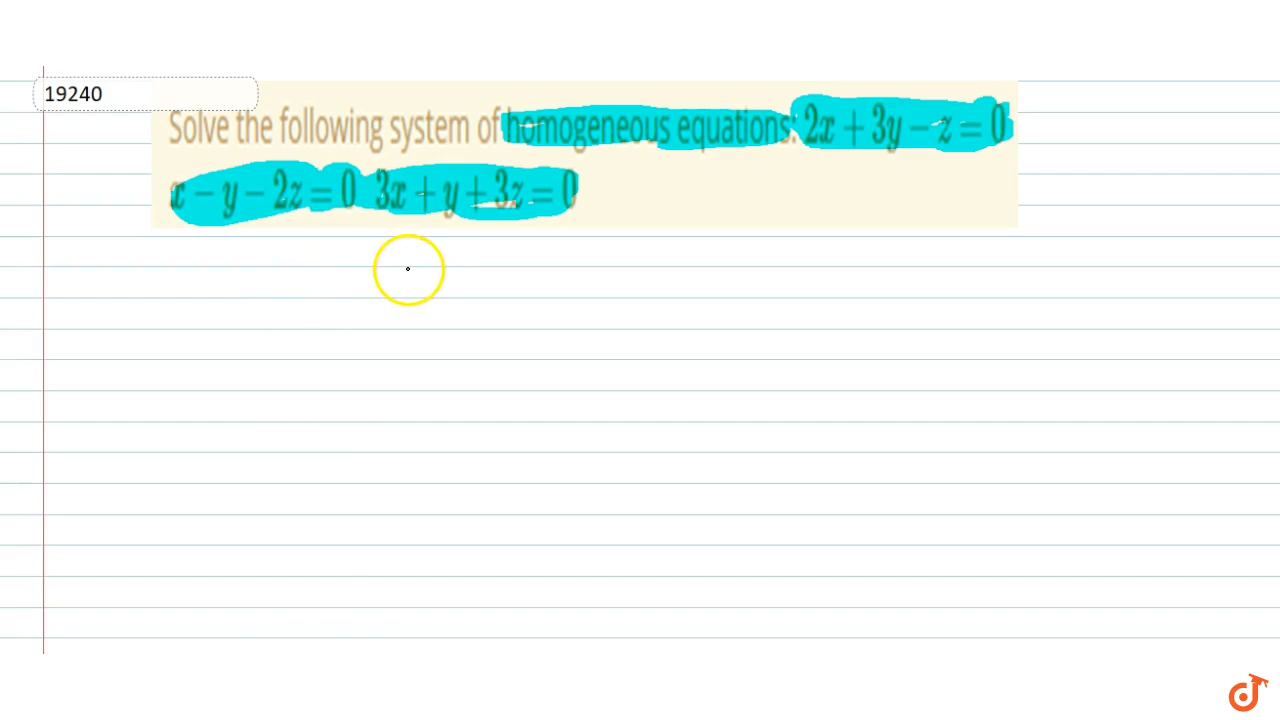 19240
Solve the following system of homogeneous equations: 2x + 3y − z = 0
x − y − 2z = 0 3x + y + 3z = 0